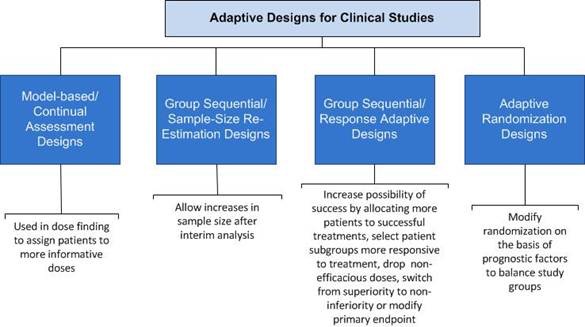 Adaptive Designs for Clinical Studies
Model-based/
Continual
Assessment
Designs
Group Sequential/
Sample-Size Re-
Estimation Designs
Group Sequential/
Response Adaptive
Designs
Adaptive
Randomization
Designs
Used in dose finding
to assign patients to
more informative
doses
Allow increases in
sample size after
interim analysis
Increase possibility of
success by allocating more
patients to successful
treatments, select patient
subgroups more responsive
to treatment, drop non-
efficacious doses, switch
from superiority to non-
inferiority or modify
primary endpoint
Modify
randomization on
the basis of
prognostic factors
to balance study
groups